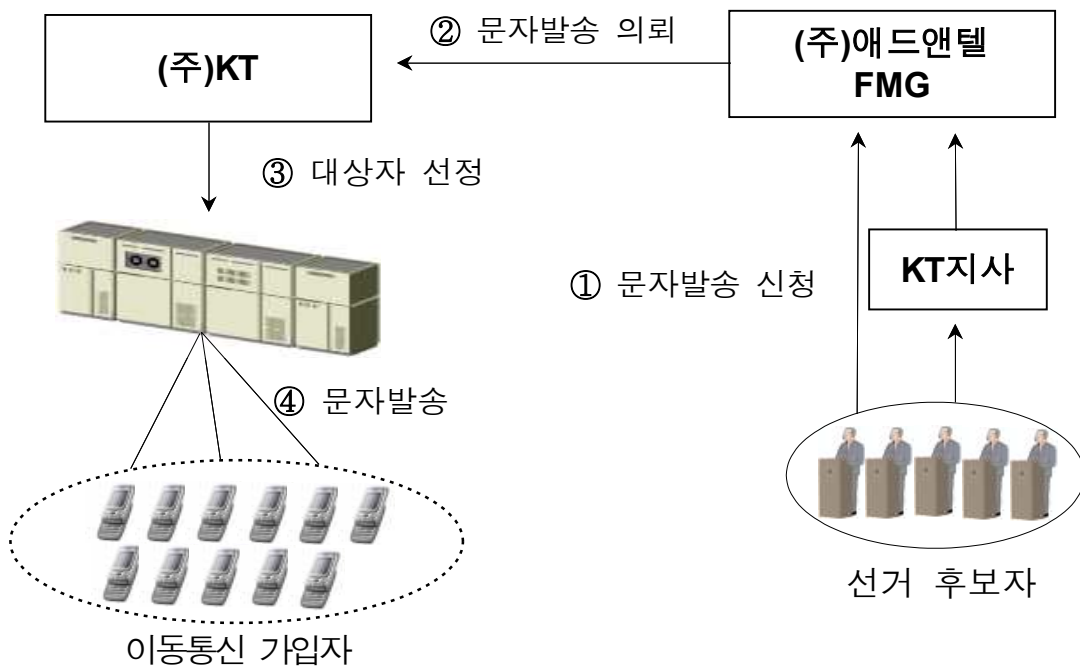 ② 문자발송 의뢰
(주)KT
(주)애드앤텔
FMG
③ 대상자 선정
KT지사
① 문자발송 신청
④ 문자발송
선거 후보자
이동통신 가입자